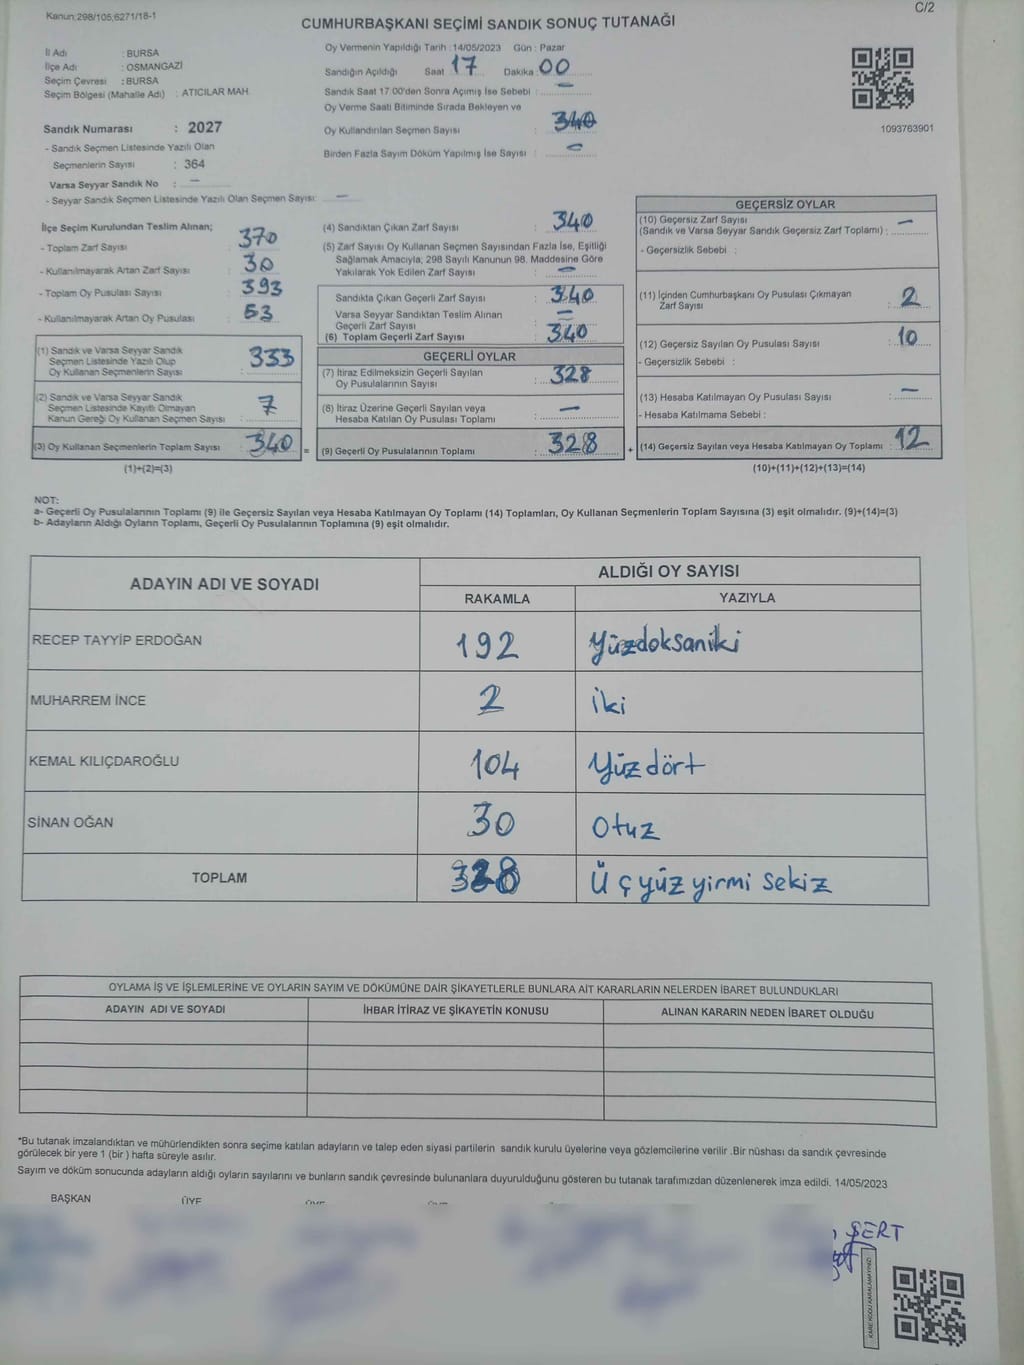 Kanun:298/105,6271/18-1
C/2
CUMHURBAŞKANI SEÇİMİ SANDIK SONUÇ TUTANAĞI
İl Adı : BURSA
İlçe Adı : OSMANGAZİ
Seçim Çevresi : BURSA
Seçim Bölgesi (Mahalle Adı) : ATICILAR MAH.
Sandık Numarası : 2027
- Sandık Seçmen Listesinde Yazılı Olan
Seçmenlerin Sayısı : 364
Varsa Seyyar Sandık No : –
- Seyyar Sandık Seçmen Listesinde Yazılı Olan Seçmen Sayısı: –
Oy Vermenin Yapıldığı Tarih : 14/05/2023 Gün : Pazar
Sandığın Açıldığı Saat 17 Dakika : 00
Sandık Saat 17:00'den Sonra Açımış İse Sebebi : –
Oy Verme Saati Bitiminde Sırada Bekleyen ve
Oy Kullandırılan Seçmen Sayısı : 340
Birden Fazla Sayım Döküm Yapılmış İse Sayısı : –
1093763901
İlçe Seçim Kurulundan Teslim Alınan;
- Toplam Zarf Sayısı : 370
- Kullanılmayarak Artan Zarf Sayısı : 30
- Toplam Oy Pusulası Sayısı : 393
- Kullanılmayarak Artan Oy Pusulası : 53
(1) Sandık ve Varsa Seyyar Sandık
Seçmen Listesinde Yazılı Olup
Oy Kullanan Seçmenlerin Sayısı : 333
(2) Sandık ve Varsa Seyyar Sandık
Seçmen Listesinde Kayıtlı Olmayan
Kanun Gereği Oy Kullanan Seçmen Sayısı : 7
(3) Oy Kullanan Seçmenlerin Toplam Sayısı : 340
(1)+(2)=(3)
(4) Sandıktan Çıkan Zarf Sayısı : 340
(5) Zarf Sayısı Oy Kullanan Seçmen Sayısından Fazla İse, Eşitliği
Sağlamak Amacıyla; 298 Sayılı Kanunun 98. Maddesine Göre
Yakılarak Yok Edilen Zarf Sayısı : –
Sandıkta Çıkan Geçerli Zarf Sayısı : 340
Varsa Seyyar Sandıktan Teslim Alınan
Geçerli Zarf Sayısı : –
(6) Toplam Geçerli Zarf Sayısı : 340
GEÇERLİ OYLAR
(7) İtiraz Edilmeksizin Geçerli Sayılan
Oy Pusulalarının Sayısı : 328
(8) İtiraz Üzerine Geçerli Sayılan veya
Hesaba Katılan Oy Pusulası Toplamı : –
= (9) Geçerli Oy Pusulalarının Toplamı : 328
GEÇERSİZ OYLAR
(10) Geçersiz Zarf Sayısı
(Sandık ve Varsa Seyyar Sandık Geçersiz Zarf Toplamı) : –
- Geçersizlik Sebebi :
(11) İçinden Cumhurbaşkanı Oy Pusulası Çıkmayan
Zarf Sayısı : 2
(12) Geçersiz Sayılan Oy Pusulası Sayısı : 10
- Geçersizlik Sebebi :
(13) Hesaba Katılmayan Oy Pusulası Sayısı : –
- Hesaba Katılmama Sebebi :
+ (14) Geçersiz Sayılan veya Hesaba Katılmayan Oy Toplamı : 12
(10)+(11)+(12)+(13)=(14)
NOT:
a- Geçerli Oy Pusulalarının Toplamı (9) ile Geçersiz Sayılan veya Hesaba Katılmayan Oy Toplamı (14) Toplamları, Oy Kullanan Seçmenlerin Toplam Sayısına (3) eşit olmalıdır. (9)+(14)=(3)
b- Adayların Aldığı Oyların Toplamı, Geçerli Oy Pusulalarının Toplamına (9) eşit olmalıdır.
ADAYIN ADI VE SOYADI
ALDIĞI OY SAYISI
RAKAMLA YAZIYLA
RECEP TAYYİP ERDOĞAN 192 Yüzdoksaniki
MUHARREM İNCE 2 İki
KEMAL KILIÇDAROĞLU 104 Yüzdört
SİNAN OĞAN 30 Otuz
TOPLAM 328 Üçyüzyirmi Sekiz
OYLAMA İŞ VE İŞLEMLERİNE VE OYLARIN SAYIM VE DÖKÜMÜNE DAİR ŞİKAYETLERLE BUNLARA AİT KARARLARIN NELERDEN İBARET BULUNDUKLARI
ADAYIN ADI VE SOYADI İHBAR İTİRAZ VE ŞİKAYETİN KONUSU ALINAN KARARIN NEDEN İBARET OLDUĞU
*Bu tutanak imzalandıktan ve mühürlendikten sonra seçime katılan adayların ve talep eden siyasi partilerin sandık kurulu üyelerine veya gözlemcilerine verilir .Bir nüshası da sandık çevresinde
görülecek bir yere 1 (bir ) hafta süreyle asılır.
Sayım ve döküm sonucunda adayların aldığı oyların sayılarını ve bunların sandık çevresinde bulunanlara duyurulduğunu gösteren bu tutanak tarafımızdan düzenlenerek imza edildi. 14/05/2023
BAŞKAN ÜYE
ŞERT
KARE KODU KARALAMAYINIZ!